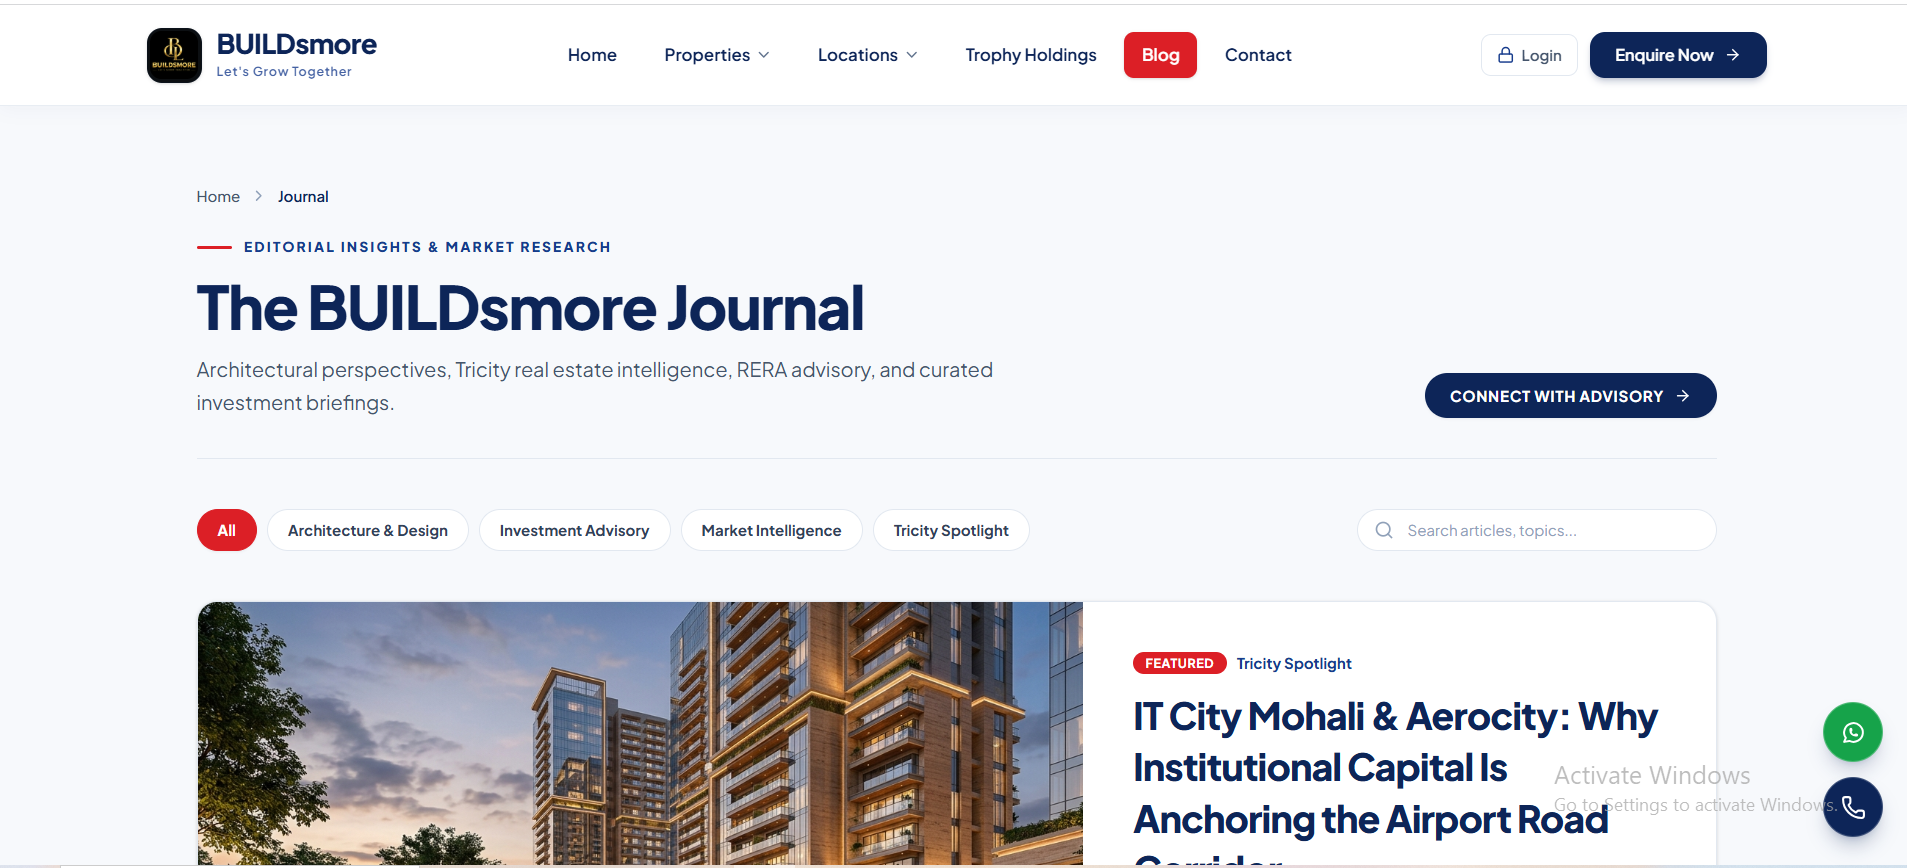 BUILDSMORE
BUILDsmore
Let's Grow Together
Home
Properties
Locations
Trophy Holdings
Blog
Contact
Login
Enquire Now
Home
Journal
EDITORIAL INSIGHTS & MARKET RESEARCH
The BUILDsmore Journal
Architectural perspectives, Tricity real estate intelligence, RERA advisory, and curated
investment briefings.
CONNECT WITH ADVISORY
All
Architecture & Design
Investment Advisory
Market Intelligence
Tricity Spotlight
Search articles, topics...
FEATURED
Tricity Spotlight
IT City Mohali & Aerocity: Why
Institutional Capital Is
Anchoring the Airport Road
Corridor
Activate Windows
Go to Settings to activate Windows.